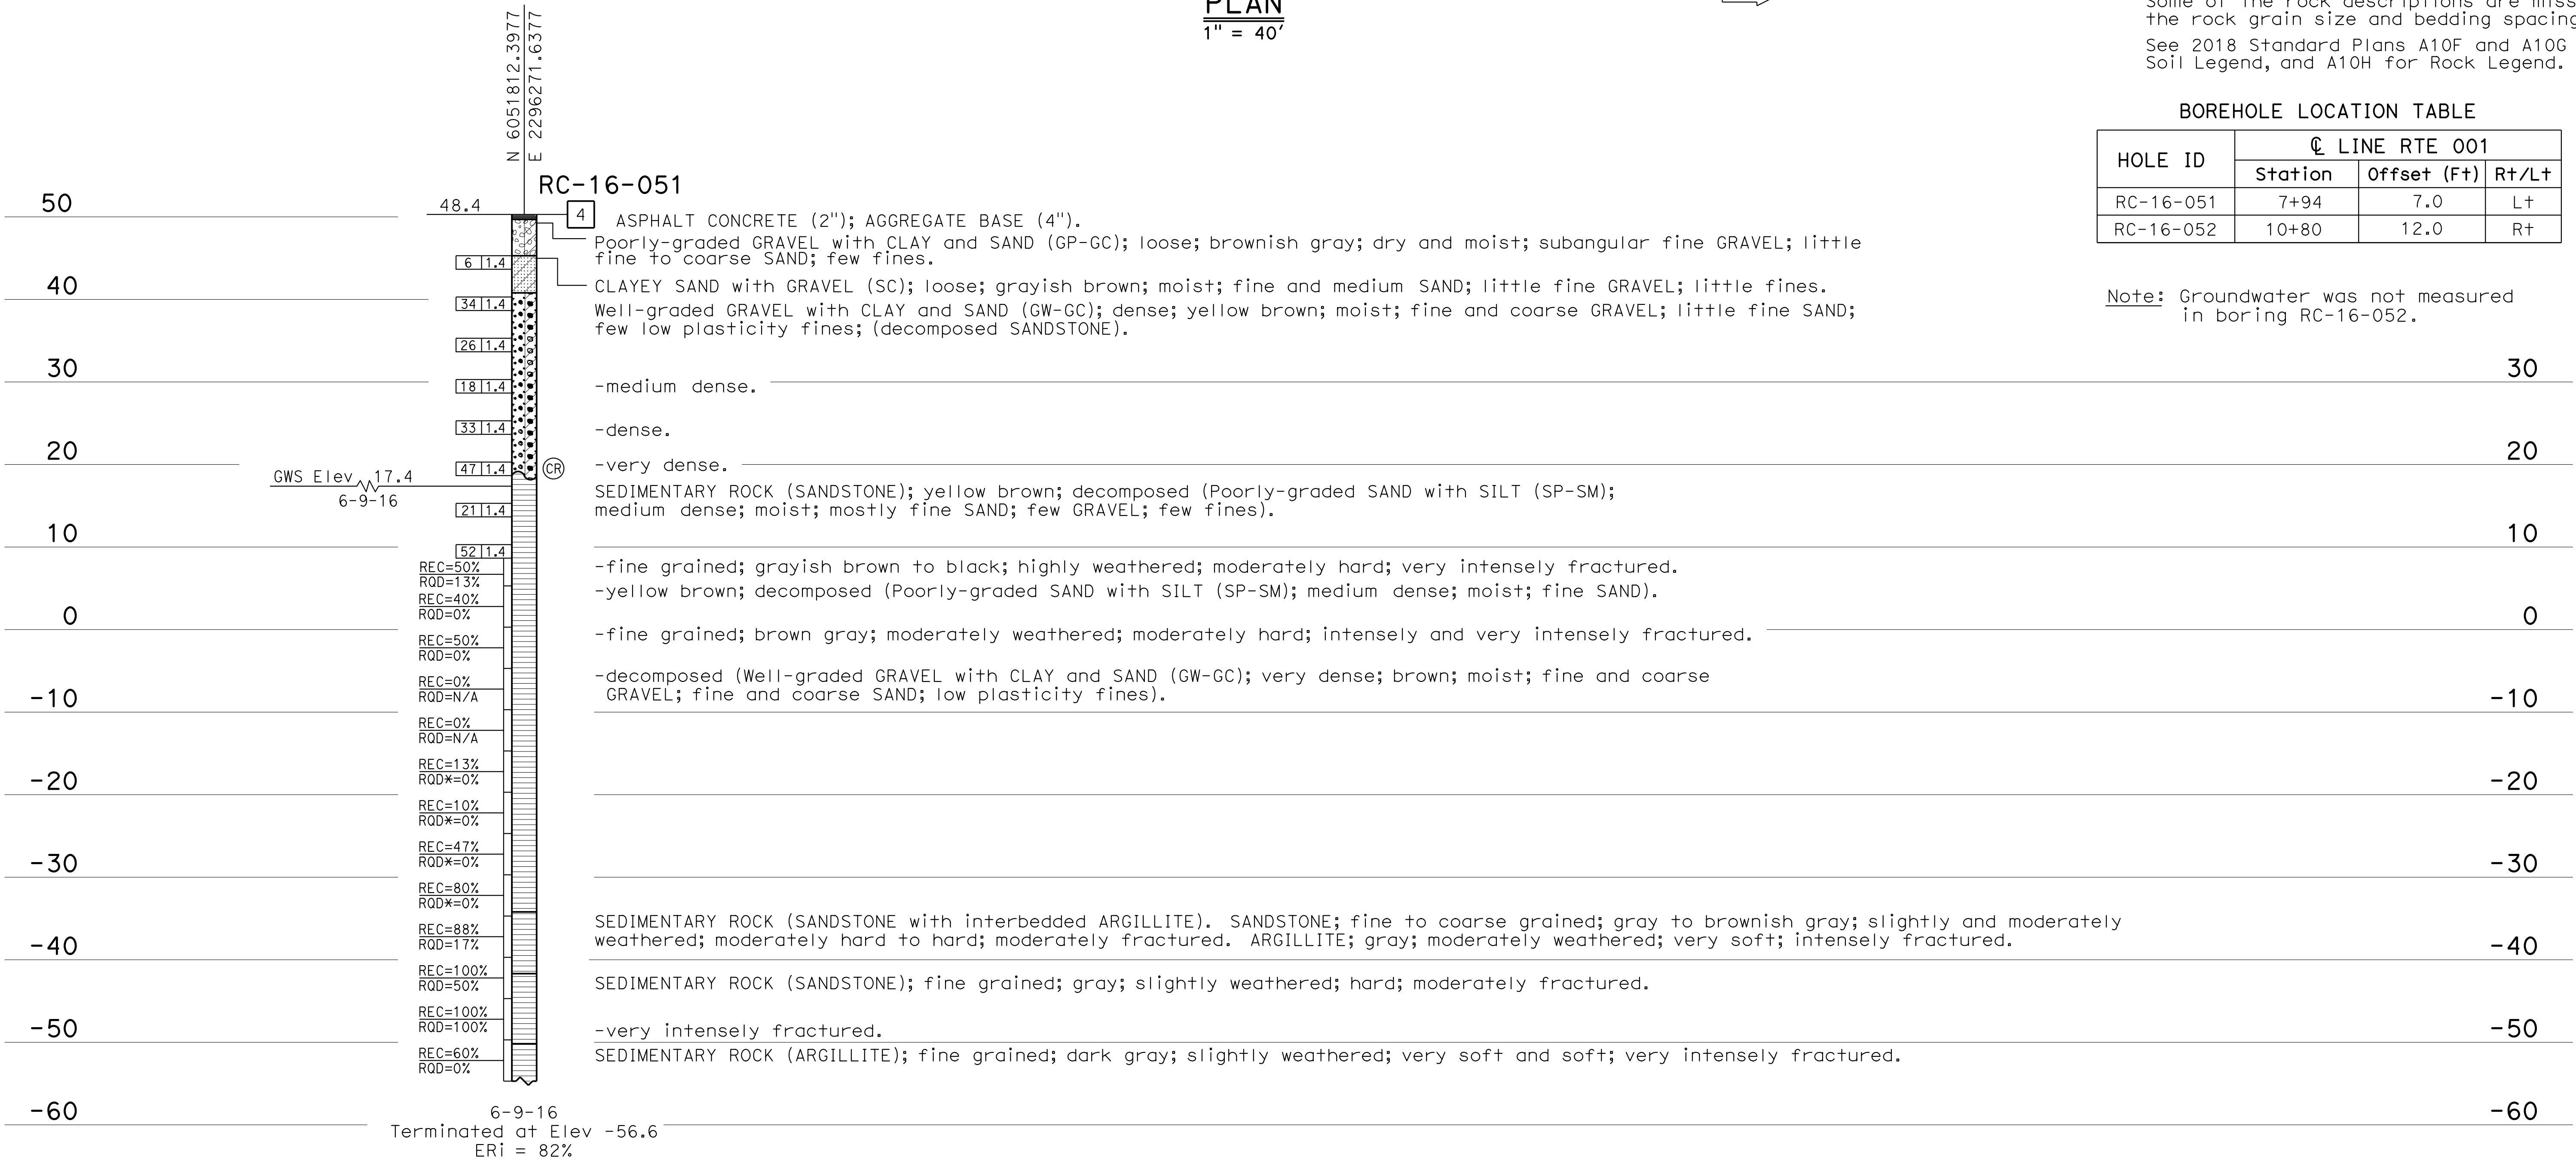 PLAN
1" = 40'
the rock grain size and bedding spacing
See 2018 Standard Plans A10F and A10G
Soil Legend, and A10H for Rock Legend.
BOREHOLE LOCATION TABLE
HOLE ID
℄ LINE RTE 001
Station Offset (Ft) Rt/Lt
RC-16-051 7+94 7.0 Lt
RC-16-052 10+80 12.0 Rt
Note: Groundwater was not measured
in boring RC-16-052.
N 6051812.3977
E 2296271.6377
RC-16-051
50
48.4
4
ASPHALT CONCRETE (2"); AGGREGATE BASE (4").
Poorly-graded GRAVEL with CLAY and SAND (GP-GC); loose; brownish gray; dry and moist; subangular fine GRAVEL; little
fine to coarse SAND; few fines.
6 1.4
CLAYEY SAND with GRAVEL (SC); loose; grayish brown; moist; fine and medium SAND; little fine GRAVEL; little fines.
40
34 1.4
Well-graded GRAVEL with CLAY and SAND (GW-GC); dense; yellow brown; moist; fine and coarse GRAVEL; little fine SAND;
few low plasticity fines; (decomposed SANDSTONE).
26 1.4
30 30
18 1.4
-medium dense.
33 1.4
-dense.
20 20
47 1.4
CR
-very dense.
GWS Elev 17.4
6-9-16
SEDIMENTARY ROCK (SANDSTONE); yellow brown; decomposed (Poorly-graded SAND with SILT (SP-SM);
medium dense; moist; mostly fine SAND; few GRAVEL; few fines).
21 1.4
10 10
52 1.4
REC=50%
RQD=13%
-fine grained; grayish brown to black; highly weathered; moderately hard; very intensely fractured.
-yellow brown; decomposed (Poorly-graded SAND with SILT (SP-SM); medium dense; moist; fine SAND).
REC=40%
RQD=0%
0 0
REC=50%
RQD=0%
-fine grained; brown gray; moderately weathered; moderately hard; intensely and very intensely fractured.
REC=0%
RQD=N/A
-decomposed (Well-graded GRAVEL with CLAY and SAND (GW-GC); very dense; brown; moist; fine and coarse
GRAVEL; fine and coarse SAND; low plasticity fines).
-10 -10
REC=0%
RQD=N/A
REC=13%
RQD*=0%
-20 -20
REC=10%
RQD*=0%
REC=47%
RQD*=0%
-30 -30
REC=80%
RQD*=0%
SEDIMENTARY ROCK (SANDSTONE with interbedded ARGILLITE). SANDSTONE; fine to coarse grained; gray to brownish gray; slightly and moderately
weathered; moderately hard to hard; moderately fractured. ARGILLITE; gray; moderately weathered; very soft; intensely fractured.
REC=88%
RQD=17%
-40 -40
REC=100%
RQD=50%
SEDIMENTARY ROCK (SANDSTONE); fine grained; gray; slightly weathered; hard; moderately fractured.
REC=100%
RQD=100%
-very intensely fractured.
-50 -50
REC=60%
RQD=0%
SEDIMENTARY ROCK (ARGILLITE); fine grained; dark gray; slightly weathered; very soft and soft; very intensely fractured.
-60 -60
6-9-16
Terminated at Elev -56.6
ERi = 82%